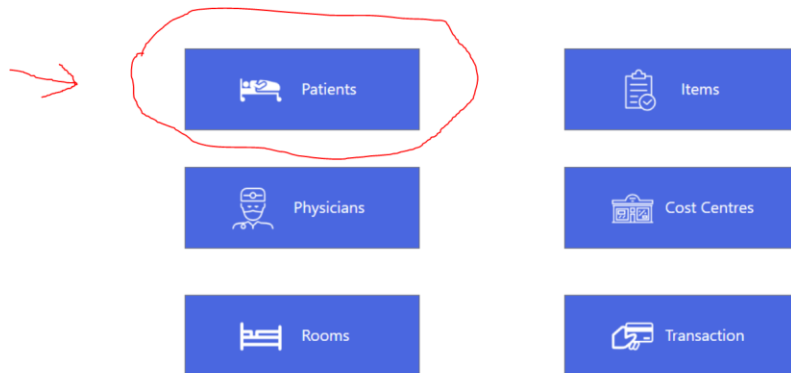 Patients
Items
Physicians
Cost Centres
Rooms
Transaction